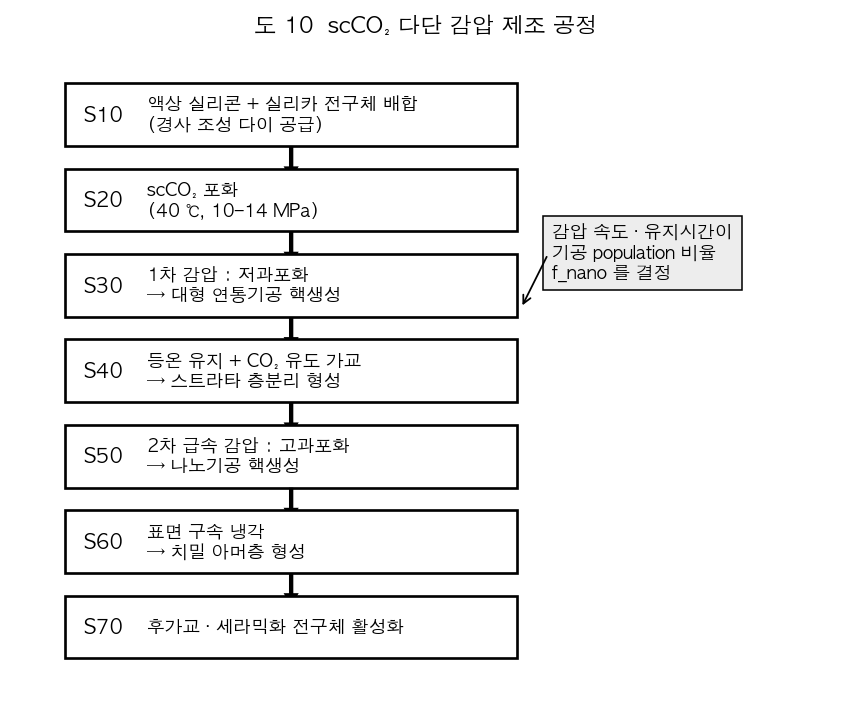 도 10 scCO₂ 다단 감압 제조 공정
S10
액상 실리콘 + 실리카 전구체 배합
(경사 조성 다이 공급)
S20
scCO₂ 포화
(40 ℃, 10–14 MPa)
감압 속도 · 유지시간이
기공 population 비율
f_nano 를 결정
S30
1차 감압 : 저과포화
→ 대형 연통기공 핵생성
S40
등온 유지 + CO₂ 유도 가교
→ 스트라타 층분리 형성
S50
2차 급속 감압 : 고과포화
→ 나노기공 핵생성
S60
표면 구속 냉각
→ 치밀 아머층 형성
S70
후가교 · 세라믹화 전구체 활성화